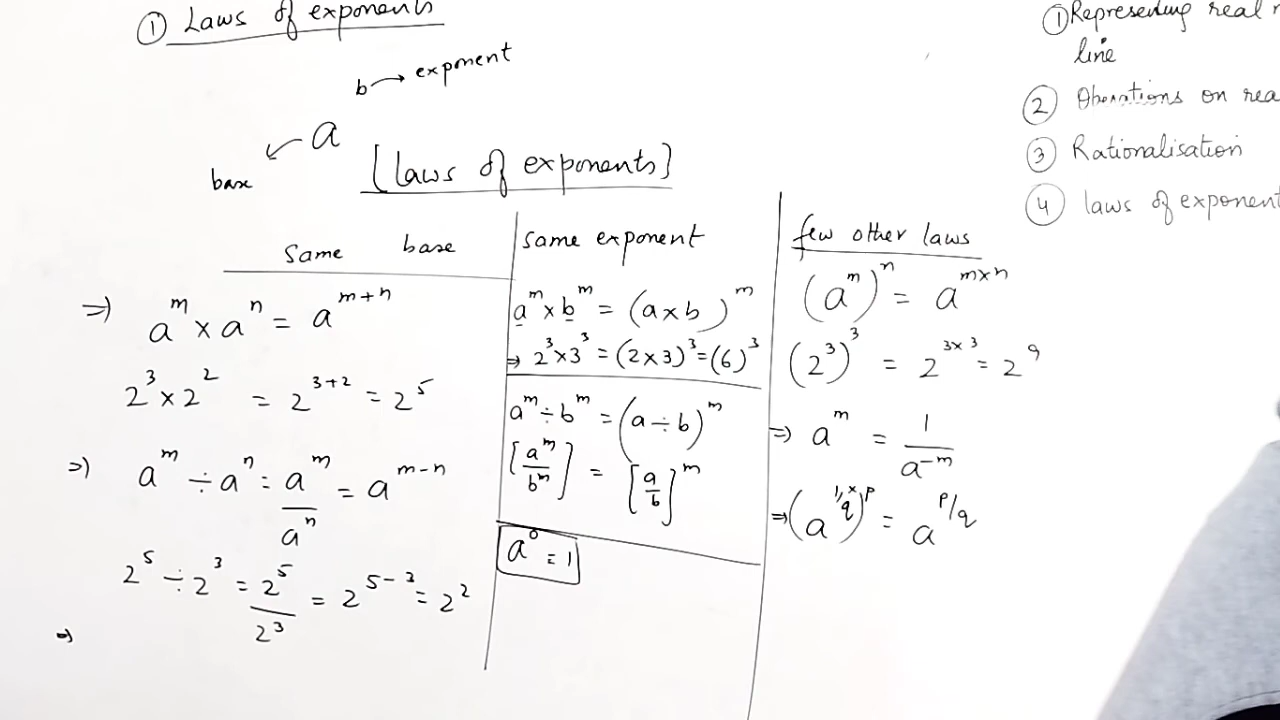 ① Laws of exponents
b → exponent
a
base
[laws of exponents]
same base
⇒) a^m × a^n = a^{m+n}
2^3 × 2^2 = 2^{3+2} = 2^5
⇒) a^m ÷ a^n = a^m/a^n = a^{m-n}
2^5 ÷ 2^3 = 2^5/2^3 = 2^{5-3} = 2^2
⇒
same exponent
a^m × b^m = (a×b)^m
⇒ 2^3 × 3^3 = (2×3)^3 = (6)^3
a^m ÷ b^m = (a÷b)^m
[a^m/b^m] = [a/b]^m
a^0 = 1
few other laws
(a^m)^n = a^{m×n}
(2^3)^3 = 2^{3×3} = 2^9
⇒) a^m = 1/a^{-m}
⇒ (a^{1/q})^{×p} = a^{p/q}
① Representing real
line
② Operations on rea
③ Rationalisation
④ laws of exponent